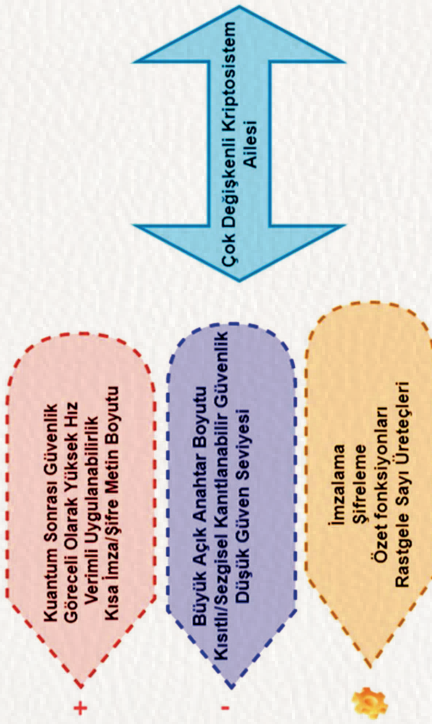 Çok Değişkenli Kriptosistem
Ailesi
+
Kuantum Sonrası Güvenlik
Göreceli Olarak Yüksek Hız
Verimli Uygulanabilirlik
Kısa İmza/Şifre Metin Boyutu
-
Büyük Açık Anahtar Boyutu
Kısıtlı/Sezgisel Kanıtlanabilir Güvenlik
Düşük Güven Seviyesi
İmzalama
Şifreleme
Özet fonksiyonları
Rastgele Sayı Üreteçleri